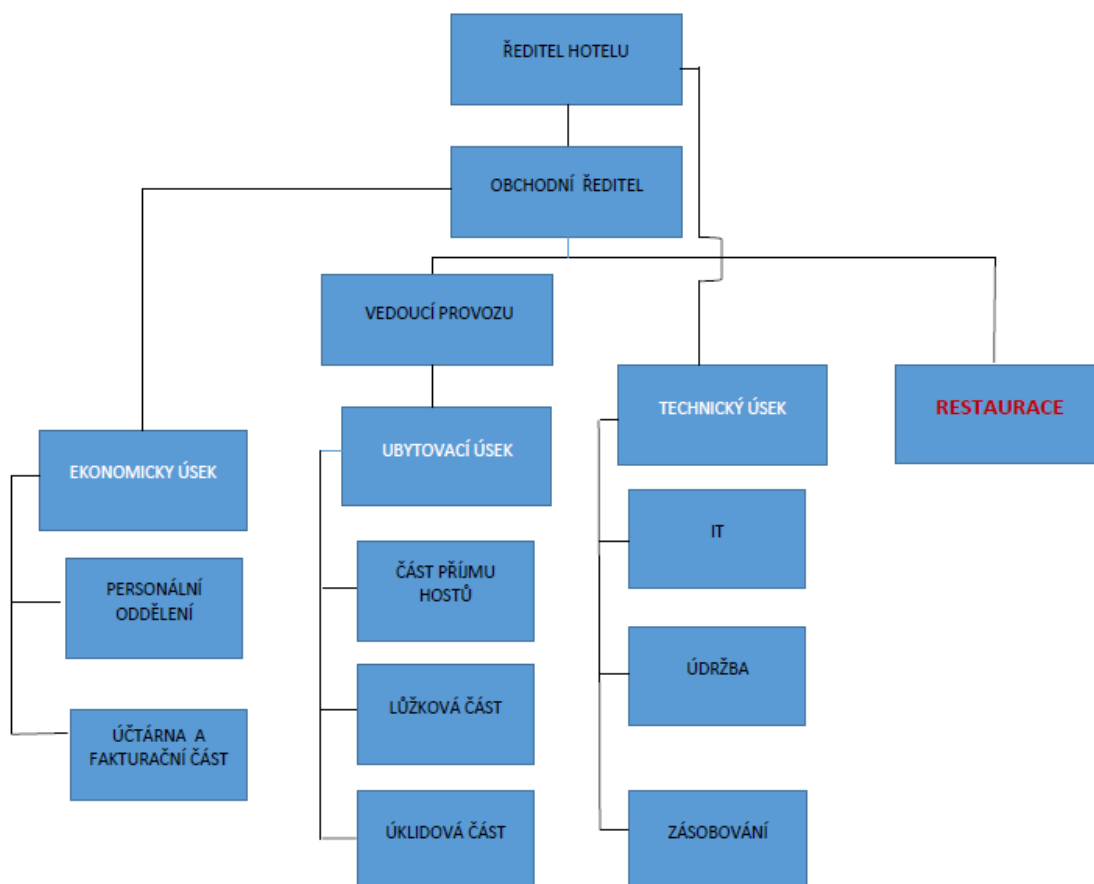 ŘEDITEL HOTELU
OBCHODNÍ ŘEDITEL
VEDOUCÍ PROVOZU
TECHNICKÝ ÚSEK
RESTAURACE
UBYTOVACÍ ÚSEK
EKONOMICKY ÚSEK
IT
ČÁST PŘÍJMU
HOSTŮ
PERSONÁLNÍ
ODDĚLENÍ
ÚDRŽBA
LŮŽKOVÁ ČÁST
ÚČTÁRNA A
FAKTURAČNÍ ČÁST
ÚKLIDOVÁ ČÁST
ZÁSOBOVÁNÍ